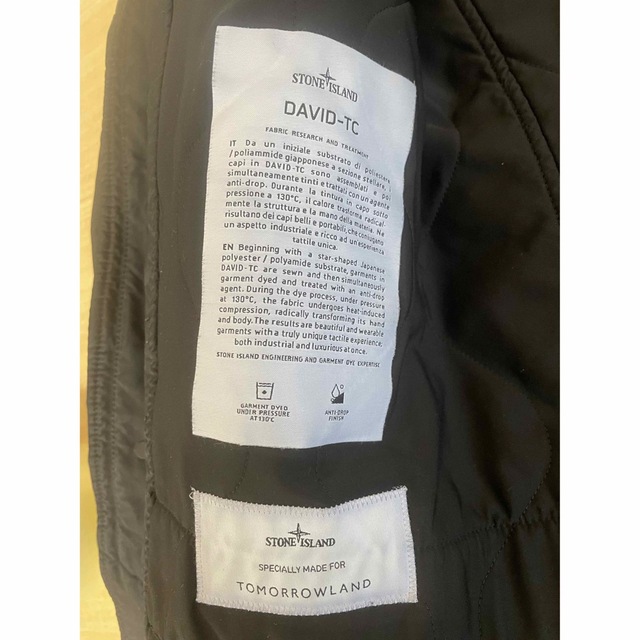 STONE ISLAND
DAVID-TC
FABRIC RESEARCH AND TREATMENT
IT Da un iniziale substrato di poliestere
/poliammide giapponese a sezione stellare, i
capi in DAVID-TC sono assemblati e poi
simultaneamente tinti e trattati con un agente
anti-drop. Durante la tintura in capo sotto
pressione a 130°C, il calore trasforma radical-
mente la struttura e la mano della materia. Ne
risultano dei capi belli e portabili, che coniugano
un aspetto industriale e ricco ad un'esperienza
tattile unica.
EN Beginning with a star-shaped Japanese
polyester / polyamide substrate, garments in
DAVID-TC are sewn and then simultaneously
garment dyed and treated with an anti-drop
agent. During the dye process, under pressure
at 130°C, the fabric undergoes heat-induced
compression, radically transforming its hand
and body. The results are beautiful and wearable
garments with a truly unique tactile experience,
both industrial and luxurious at once.
STONE ISLAND ENGINEERING AND GARMENT DYE EXPERTISE
GARMENT DYED
UNDER PRESSURE
AT 130°C
ANTI-DROP
FINISH
STONE ISLAND
SPECIALLY MADE FOR
TOMORROWLAND